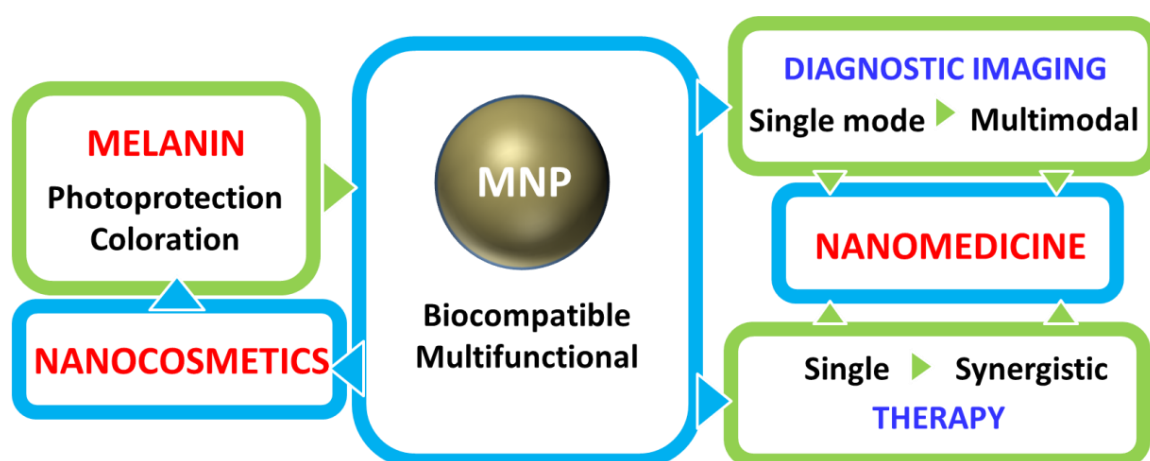 MELANIN
Photoprotection
Coloration
NANOCOSMETICS
MNP
Biocompatible
Multifunctional
DIAGNOSTIC IMAGING
Single mode Multimodal
NANOMEDICINE
Single Synergistic
THERAPY